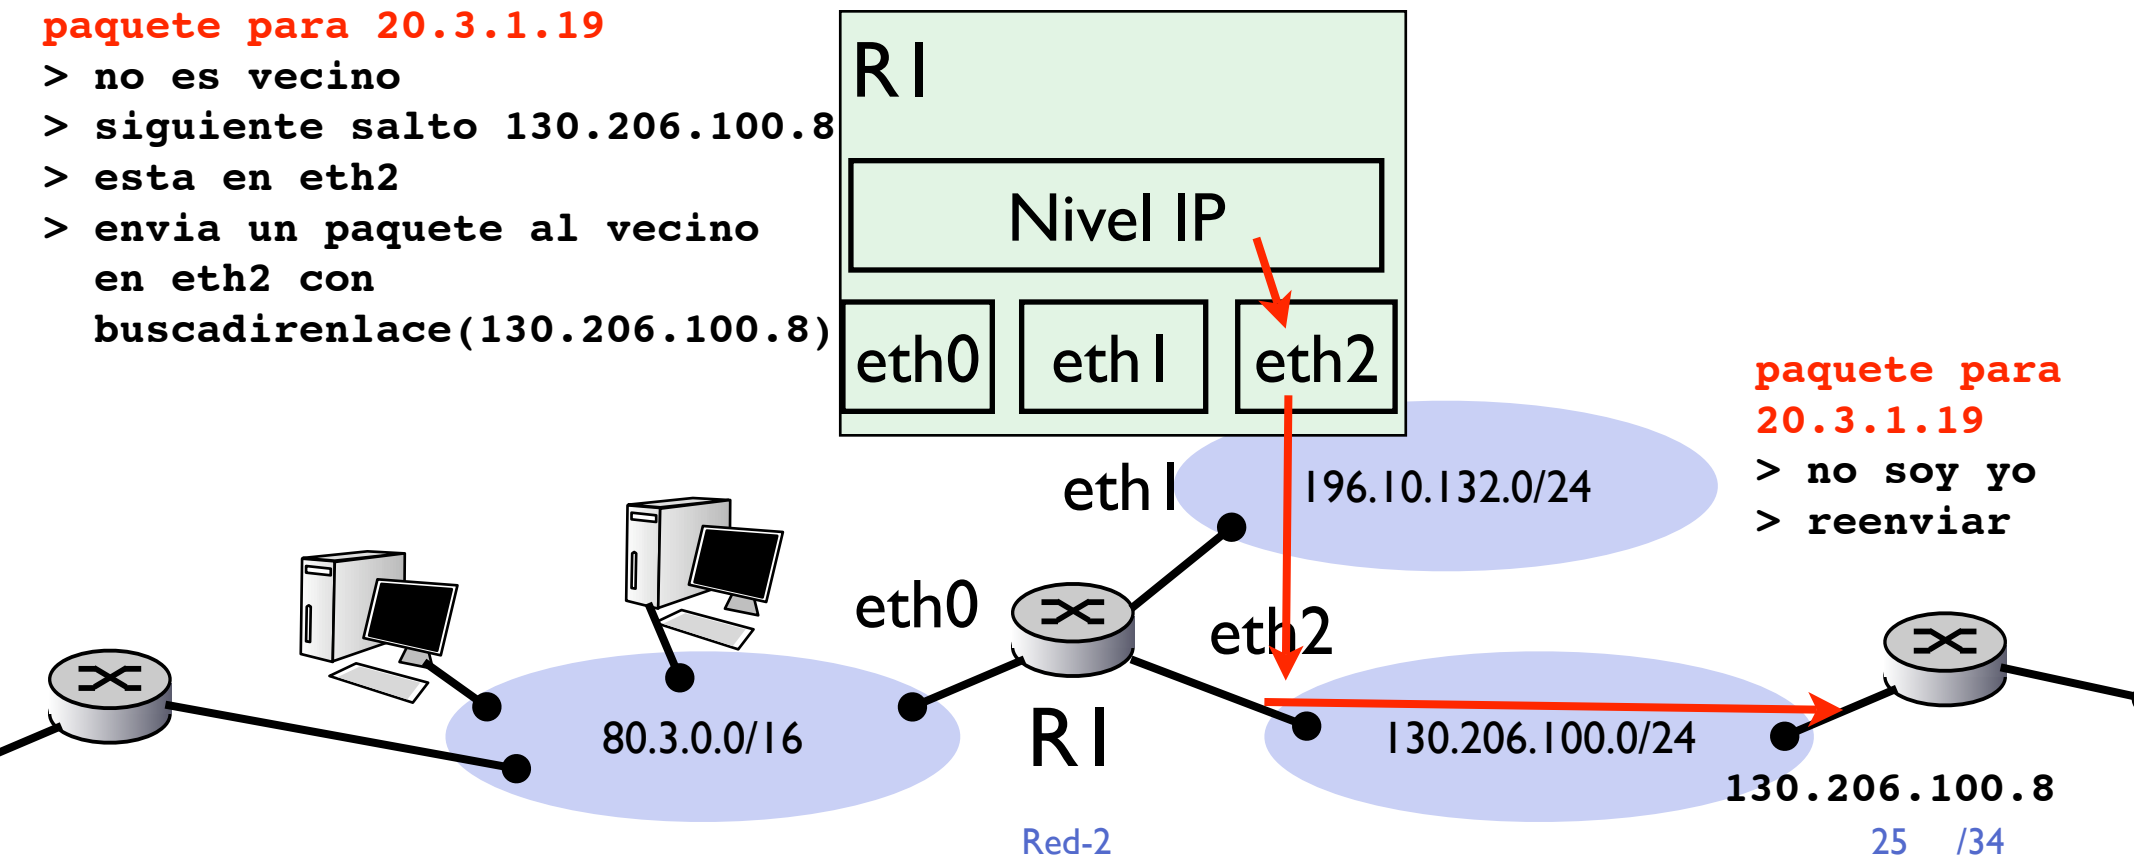 paquete para 20.3.1.19
> no es vecino
> siguiente salto 130.206.100.8
> esta en eth2
> envia un paquete al vecino
en eth2 con
buscadirenlace(130.206.100.8)
R1
Nivel IP
eth0
eth1
eth2
paquete para
20.3.1.19
> no soy yo
> reenviar
eth1
196.10.132.0/24
eth0
eth2
80.3.0.0/16
R1
130.206.100.0/24
130.206.100.8
Red-2
25 /34